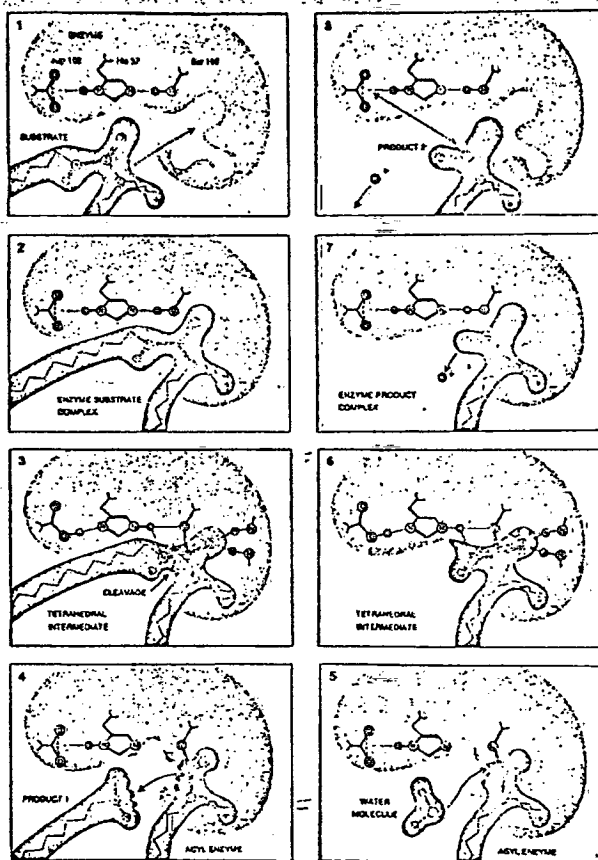 1
ENZYME
Asp 102
His 57
Ser 195
SUBSTRATE
2
ENZYME SUBSTRATE
COMPLEX
3
CLEAVAGE
TETRAHEDRAL
INTERMEDIATE
4
PRODUCT 1
ACYL ENZYME
8
PRODUCT 2
7
ENZYME PRODUCT
COMPLEX
6
TETRAHEDRAL
INTERMEDIATE
5
WATER
MOLECULE
ACYL ENZYME